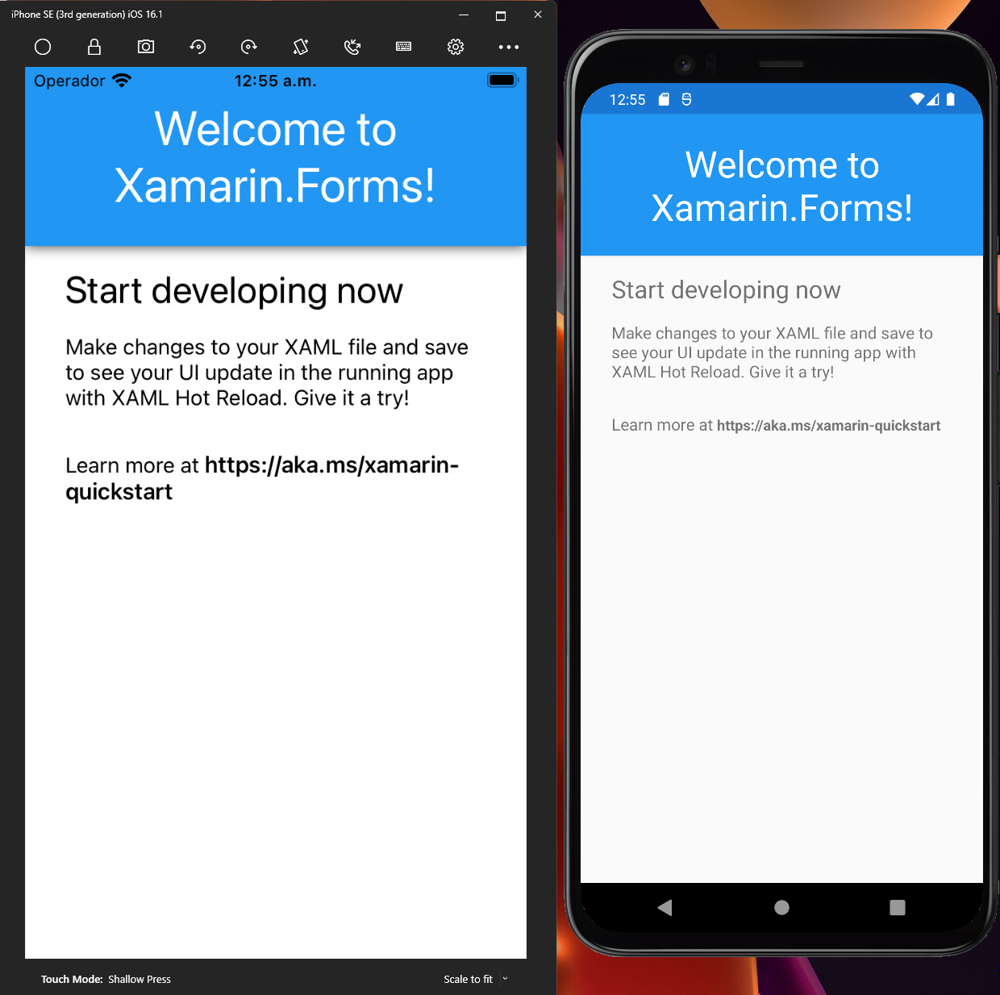 iPhone SE (3rd generation) iOS 16.1
Operador
12:55 a.m.
Welcome to
Xamarin.Forms!
Start developing now
Make changes to your XAML file and save
to see your UI update in the running app
with XAML Hot Reload. Give it a try!
Learn more at https://aka.ms/xamarin-
quickstart
Touch Mode: Shallow Press
Scale to fit
12:55
Welcome to
Xamarin.Forms!
Start developing now
Make changes to your XAML file and save to
see your UI update in the running app with
XAML Hot Reload. Give it a try!
Learn more at https://aka.ms/xamarin-quickstart